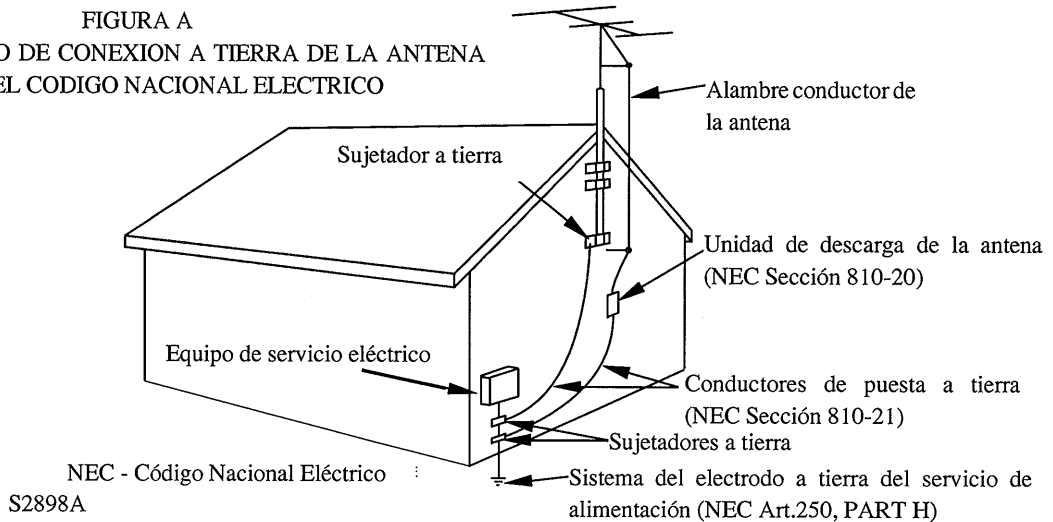 FIGURA A
O DE CONEXION A TIERRA DE LA ANTENA
EL CODIGO NACIONAL ELECTRICO
Alambre conductor de
la antena
Sujetador a tierra
Unidad de descarga de la antena
(NEC Sección 810-20)
Equipo de servicio eléctrico
Conductores de puesta a tierra
(NEC Sección 810-21)
Sujetadores a tierra
NEC - Código Nacional Eléctrico
Sistema del electrodo a tierra del servicio de
alimentación (NEC Art.250, PART H)
S2898A